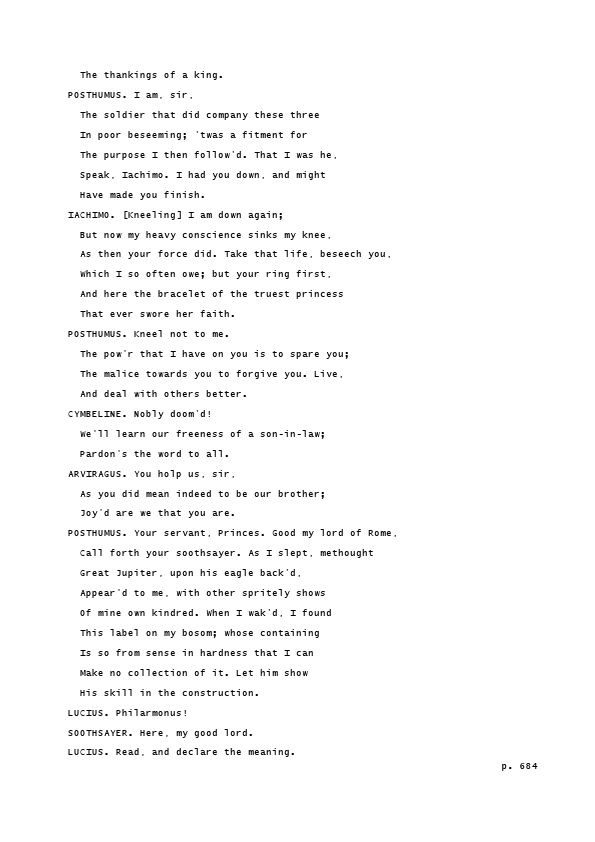 The thankings of a king.
POSTHUMUS. I am, sir,
The soldier that did company these three
In poor beseeming; 'twas a fitment for
The purpose I then follow'd. That I was he,
Speak, Iachimo. I had you down, and might
Have made you finish.
IACHIMO. [Kneeling] I am down again;
But now my heavy conscience sinks my knee,
As then your force did. Take that life, beseech you,
Which I so often owe; but your ring first,
And here the bracelet of the truest princess
That ever swore her faith.
POSTHUMUS. Kneel not to me.
The pow'r that I have on you is to spare you;
The malice towards you to forgive you. Live,
And deal with others better.
CYMBELINE. Nobly doom'd!
We'll learn our freeness of a son-in-law;
Pardon's the word to all.
ARVIRAGUS. You holp us, sir,
As you did mean indeed to be our brother;
Joy'd are we that you are.
POSTHUMUS. Your servant, Princes. Good my lord of Rome,
Call forth your soothsayer. As I slept, methought
Great Jupiter, upon his eagle back'd,
Appear'd to me, with other spritely shows
Of mine own kindred. When I wak'd, I found
This label on my bosom; whose containing
Is so from sense in hardness that I can
Make no collection of it. Let him show
His skill in the construction.
LUCIUS. Philarmonus!
SOOTHSAYER. Here, my good lord.
LUCIUS. Read, and declare the meaning.
p. 684